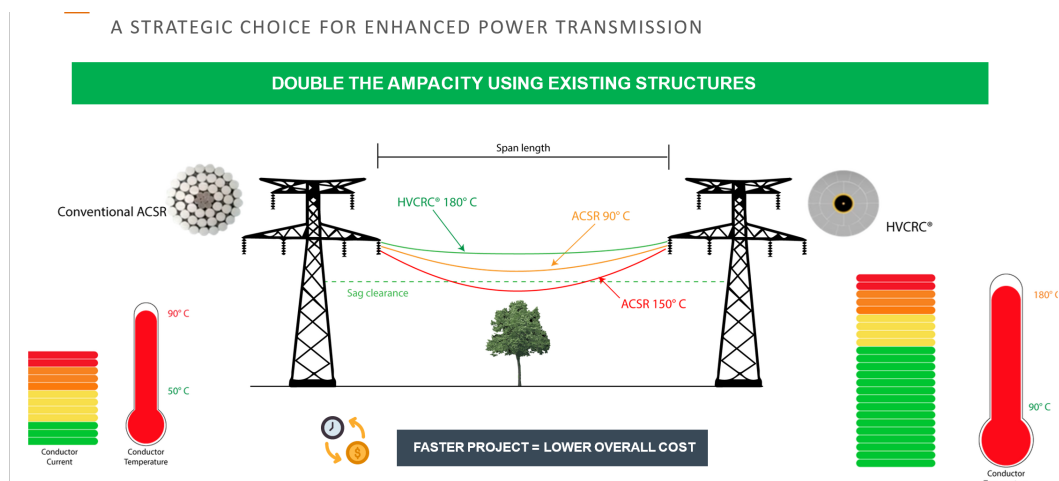 A STRATEGIC CHOICE FOR ENHANCED POWER TRANSMISSION
DOUBLE THE AMPACITY USING EXISTING STRUCTURES
Span length
Conventional ACSR
HVCRC® 180° C
ACSR 90° C
HVCRC®
Sag clearance
ACSR 150° C
90° C
50° C
180° C
90° C
Conductor
Current
Conductor
Temperature
FASTER PROJECT = LOWER OVERALL COST
$
Conductor